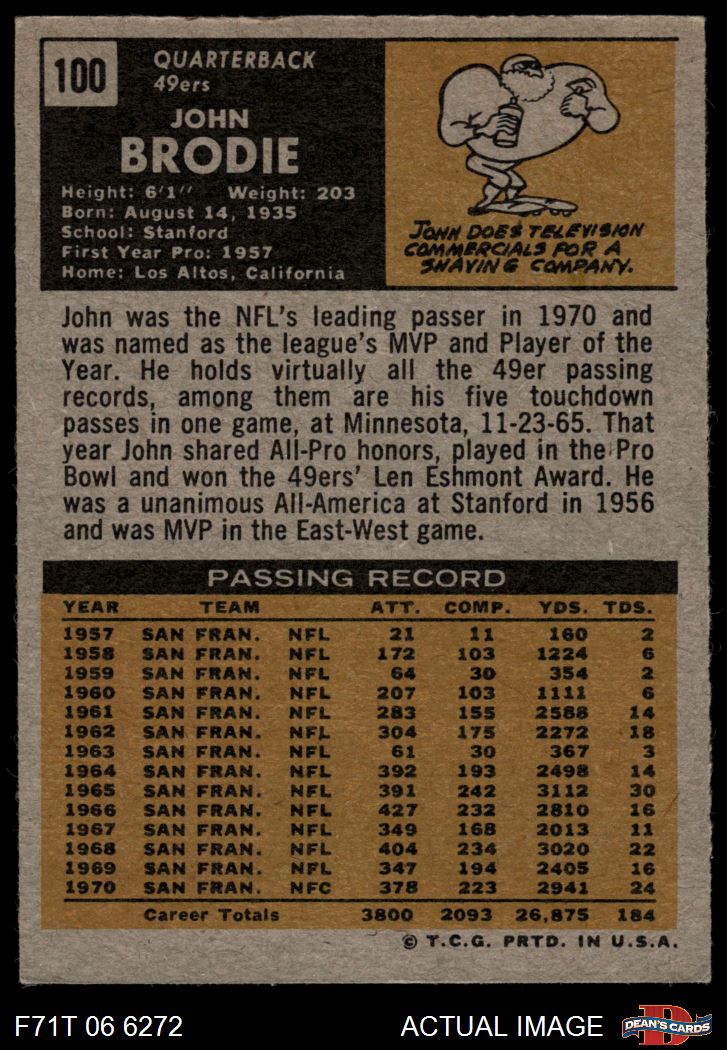 100
QUARTERBACK
49ers
JOHN
BRODIE
Height: 6'1" Weight: 203
Born: August 14, 1935
School: Stanford
First Year Pro: 1957
Home: Los Altos, California
JOHN DOES TELEVISION
COMMERCIALS FOR A
SHAVING COMPANY.
John was the NFL's leading passer in 1970 and
was named as the league's MVP and Player of the
Year. He holds virtually all the 49er passing
records, among them are his five touchdown
passes in one game, at Minnesota, 11-23-65. That
year John shared All-Pro honors, played in the Pro
Bowl and won the 49ers' Len Eshmont Award. He
was a unanimous All-America at Stanford in 1956
and was MVP in the East-West game.
PASSING RECORD
YEAR TEAM ATT. COMP. YDS. TDS.
1957 SAN FRAN. NFL 21 11 160 2
1958 SAN FRAN. NFL 172 103 1224 6
1959 SAN FRAN. NFL 64 30 354 2
1960 SAN FRAN. NFL 207 103 1111 6
1961 SAN FRAN. NFL 283 155 2588 14
1962 SAN FRAN. NFL 304 175 2272 18
1963 SAN FRAN. NFL 61 30 367 3
1964 SAN FRAN. NFL 392 193 2498 14
1965 SAN FRAN. NFL 391 242 3112 30
1966 SAN FRAN. NFL 427 232 2810 16
1967 SAN FRAN. NFL 349 168 2013 11
1968 SAN FRAN. NFL 404 234 3020 22
1969 SAN FRAN. NFL 347 194 2405 16
1970 SAN FRAN. NFC 378 223 2941 24
Career Totals 3800 2093 26,875 184
© T.C.G. PRTD. IN U.S.A.
F71T 06 6272
ACTUAL IMAGE
D
DEAN'S CARDS